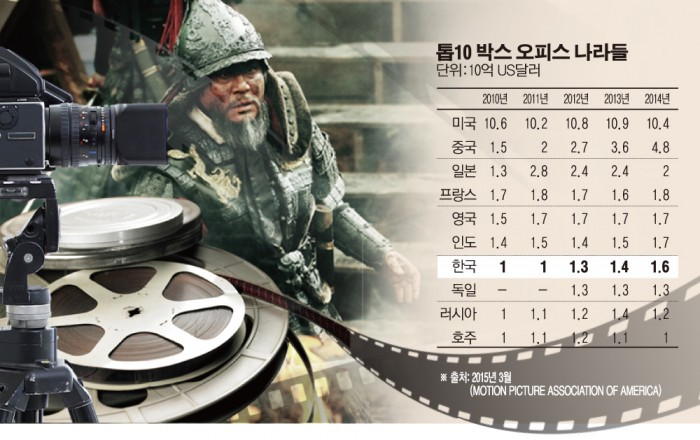 톱10 박스 오피스 나라들
단위:10억 US달러
2010년 2011년 2012년 2013년 2014년
미국 10.6 10.2 10.8 10.9 10.4
중국 1.5 2 2.7 3.6 4.8
일본 1.3 2.8 2.4 2.4 2
프랑스 1.7 1.8 1.7 1.6 1.8
영국 1.5 1.7 1.7 1.7 1.7
인도 1.4 1.5 1.4 1.5 1.7
한국 1 1 1.3 1.4 1.6
독일 – – 1.3 1.3 1.3
러시아 1 1.1 1.2 1.4 1.2
호주 1 1.1 1.2 1.1 1
※ 출처: 2015년 3월
(MOTION PICTURE ASSOCIATION OF AMERICA)